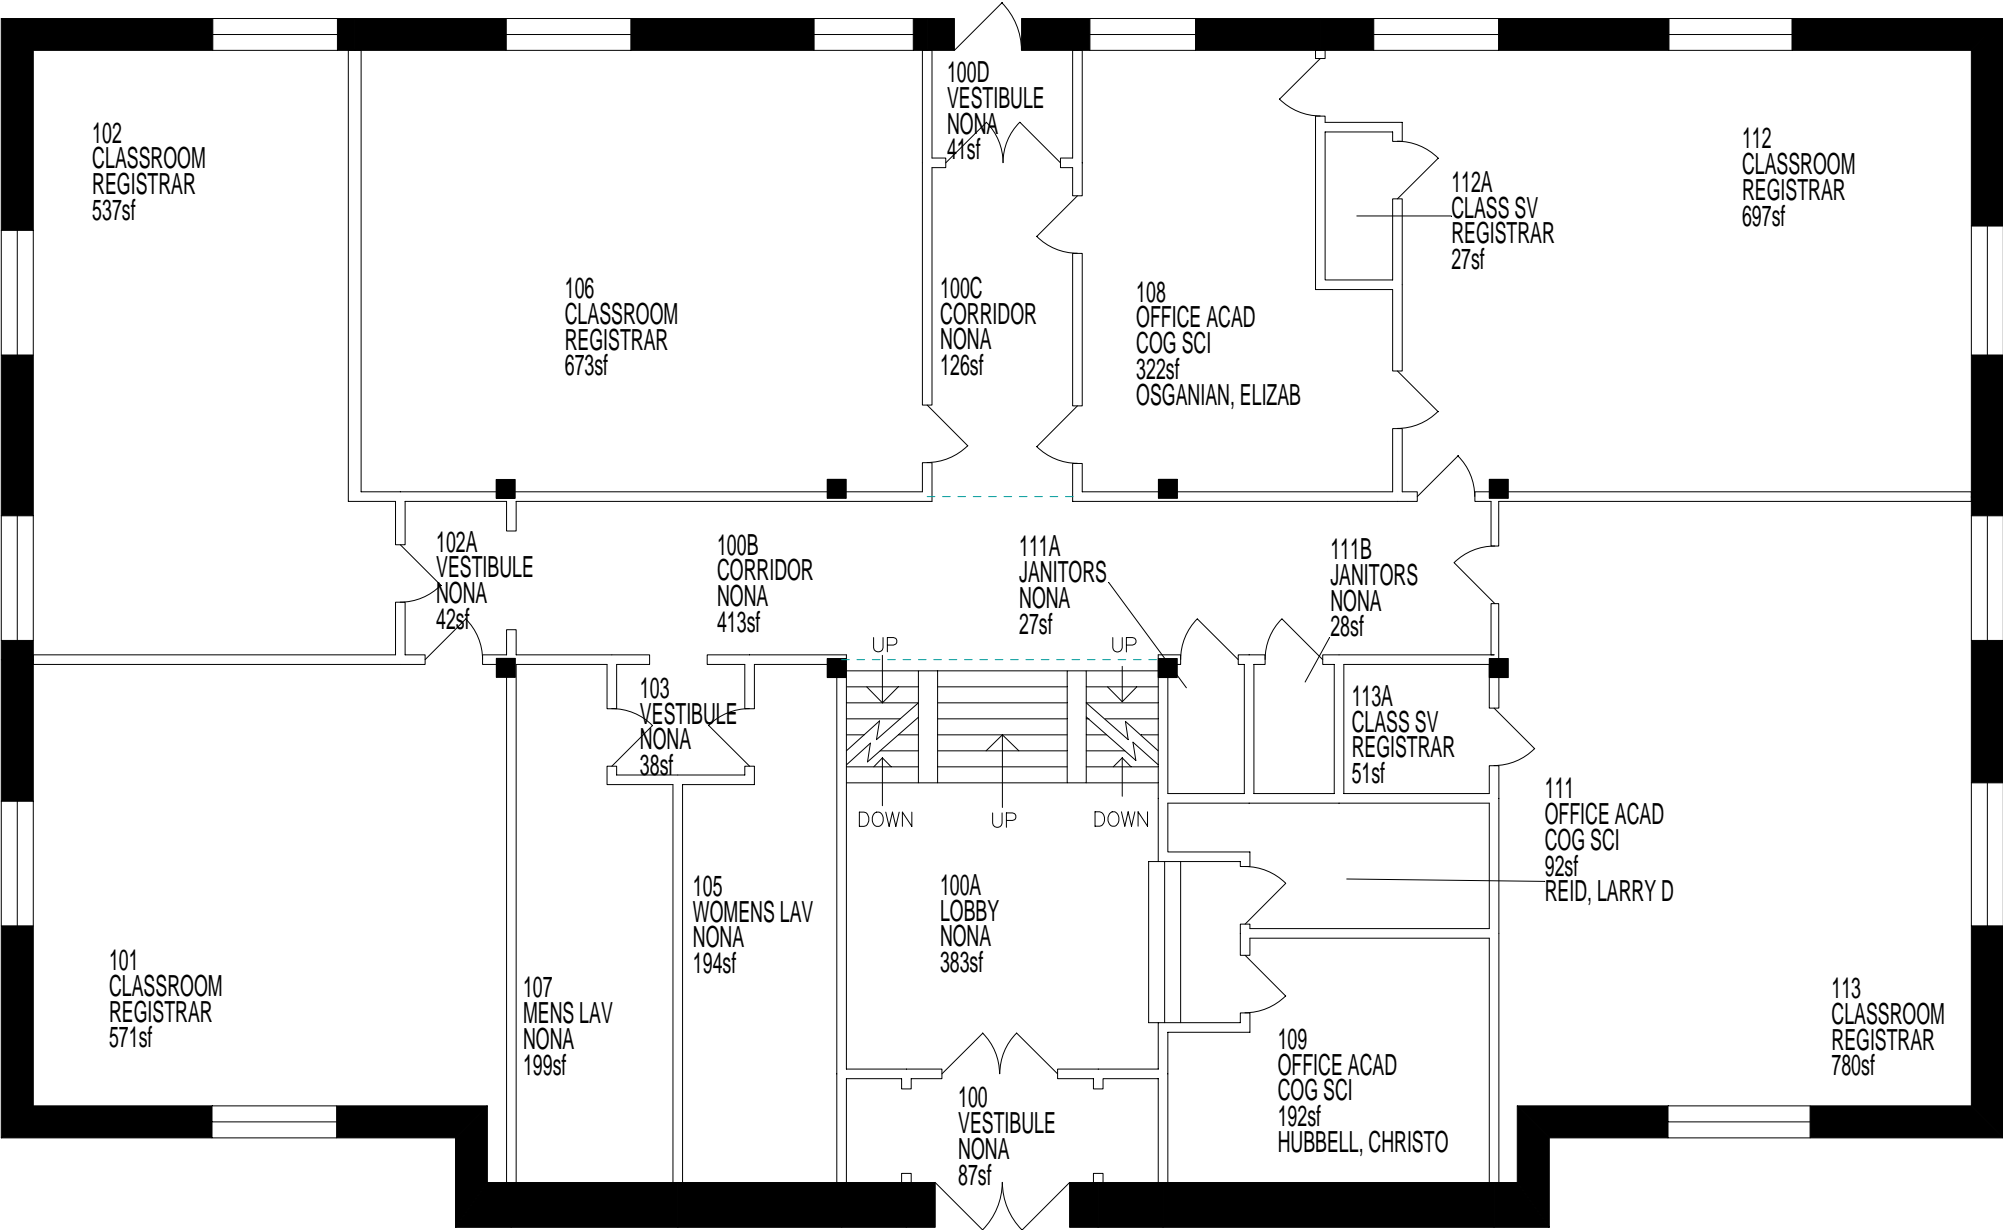 100D
VESTIBULE
NONA
41sf
102
CLASSROOM
REGISTRAR
537sf
112
CLASSROOM
REGISTRAR
697sf
112A
CLASS SV
REGISTRAR
27sf
106
CLASSROOM
REGISTRAR
673sf
100C
CORRIDOR
NONA
126sf
108
OFFICE ACAD
COG SCI
322sf
OSGANIAN, ELIZAB
102A
VESTIBULE
NONA
42sf
100B
CORRIDOR
NONA
413sf
111A
JANITORS
NONA
27sf
111B
JANITORS
NONA
28sf
UP
UP
103
VESTIBULE
NONA
38sf
113A
CLASS SV
REGISTRAR
51sf
DOWN
UP
DOWN
111
OFFICE ACAD
COG SCI
92sf
REID, LARRY D
105
WOMENS LAV
NONA
194sf
100A
LOBBY
NONA
383sf
101
CLASSROOM
REGISTRAR
571sf
107
MENS LAV
NONA
199sf
113
CLASSROOM
REGISTRAR
780sf
109
OFFICE ACAD
COG SCI
192sf
HUBBELL, CHRISTO
100
VESTIBULE
NONA
87sf